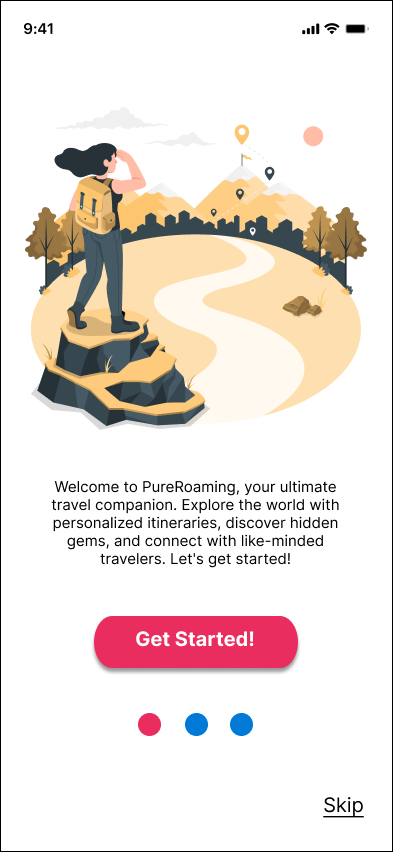 9:41
Welcome to PureRoaming, your ultimate
travel companion. Explore the world with
personalized itineraries, discover hidden
gems, and connect with like-minded
travelers. Let's get started!
Get Started!
Skip